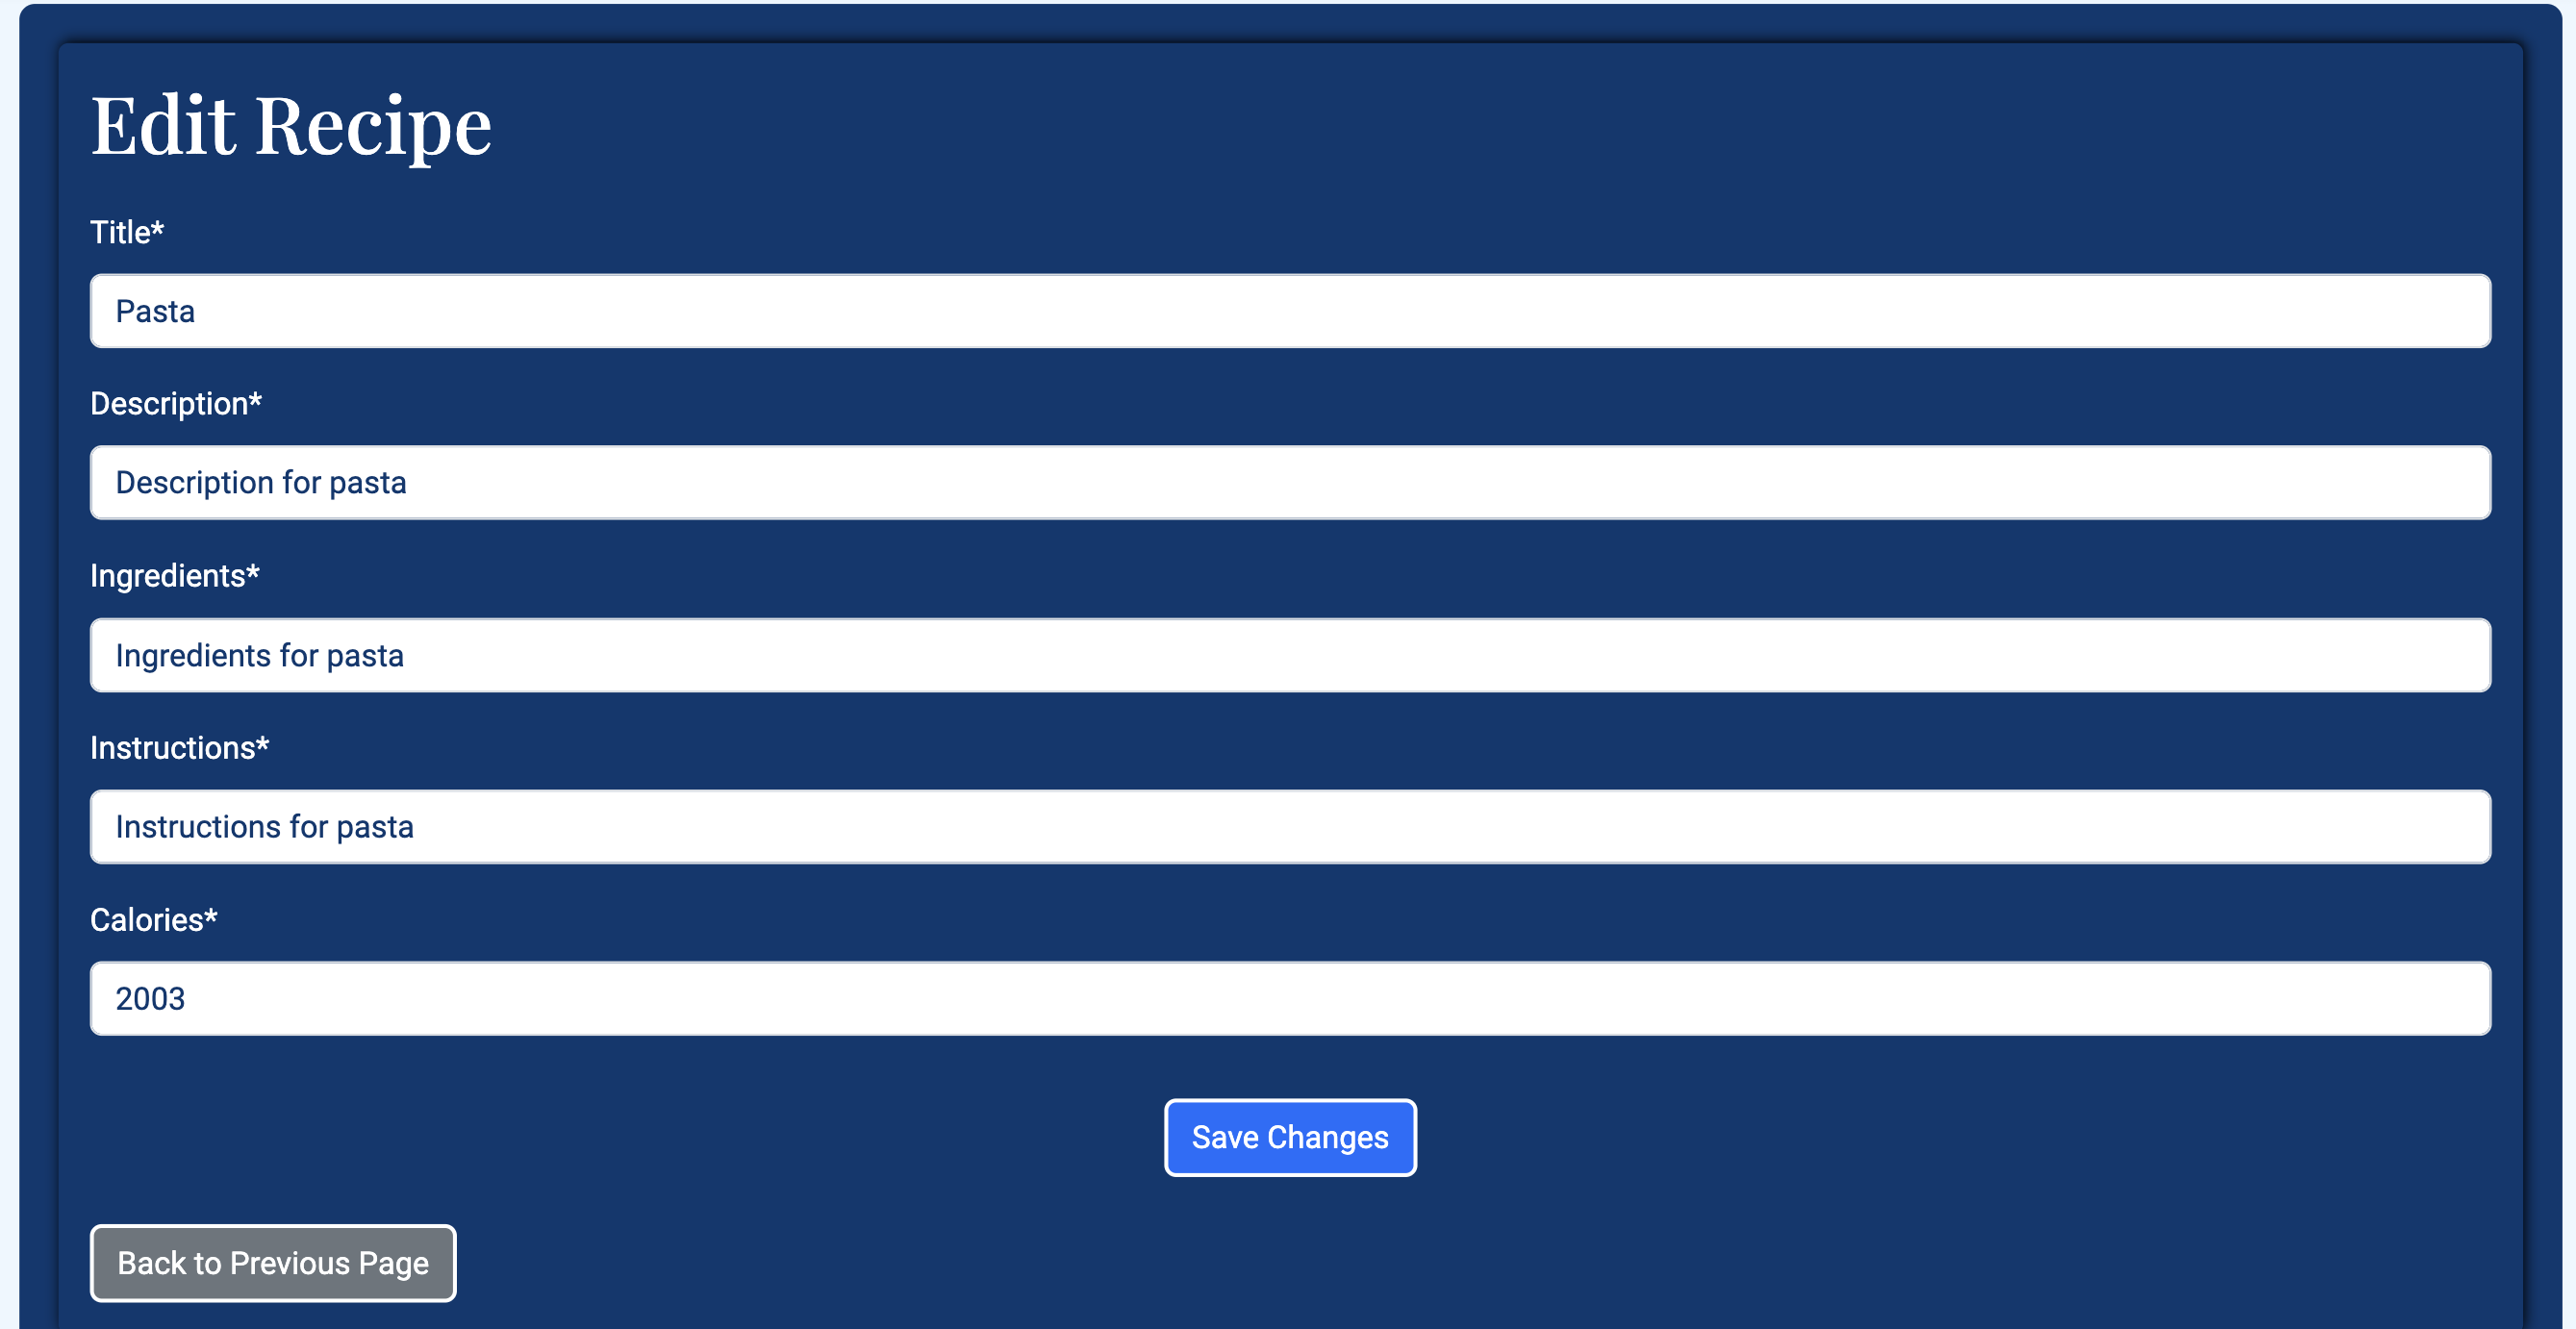 Edit Recipe
Title*
Pasta
Description*
Description for pasta
Ingredients*
Ingredients for pasta
Instructions*
Instructions for pasta
Calories*
2003
Save Changes
Back to Previous Page